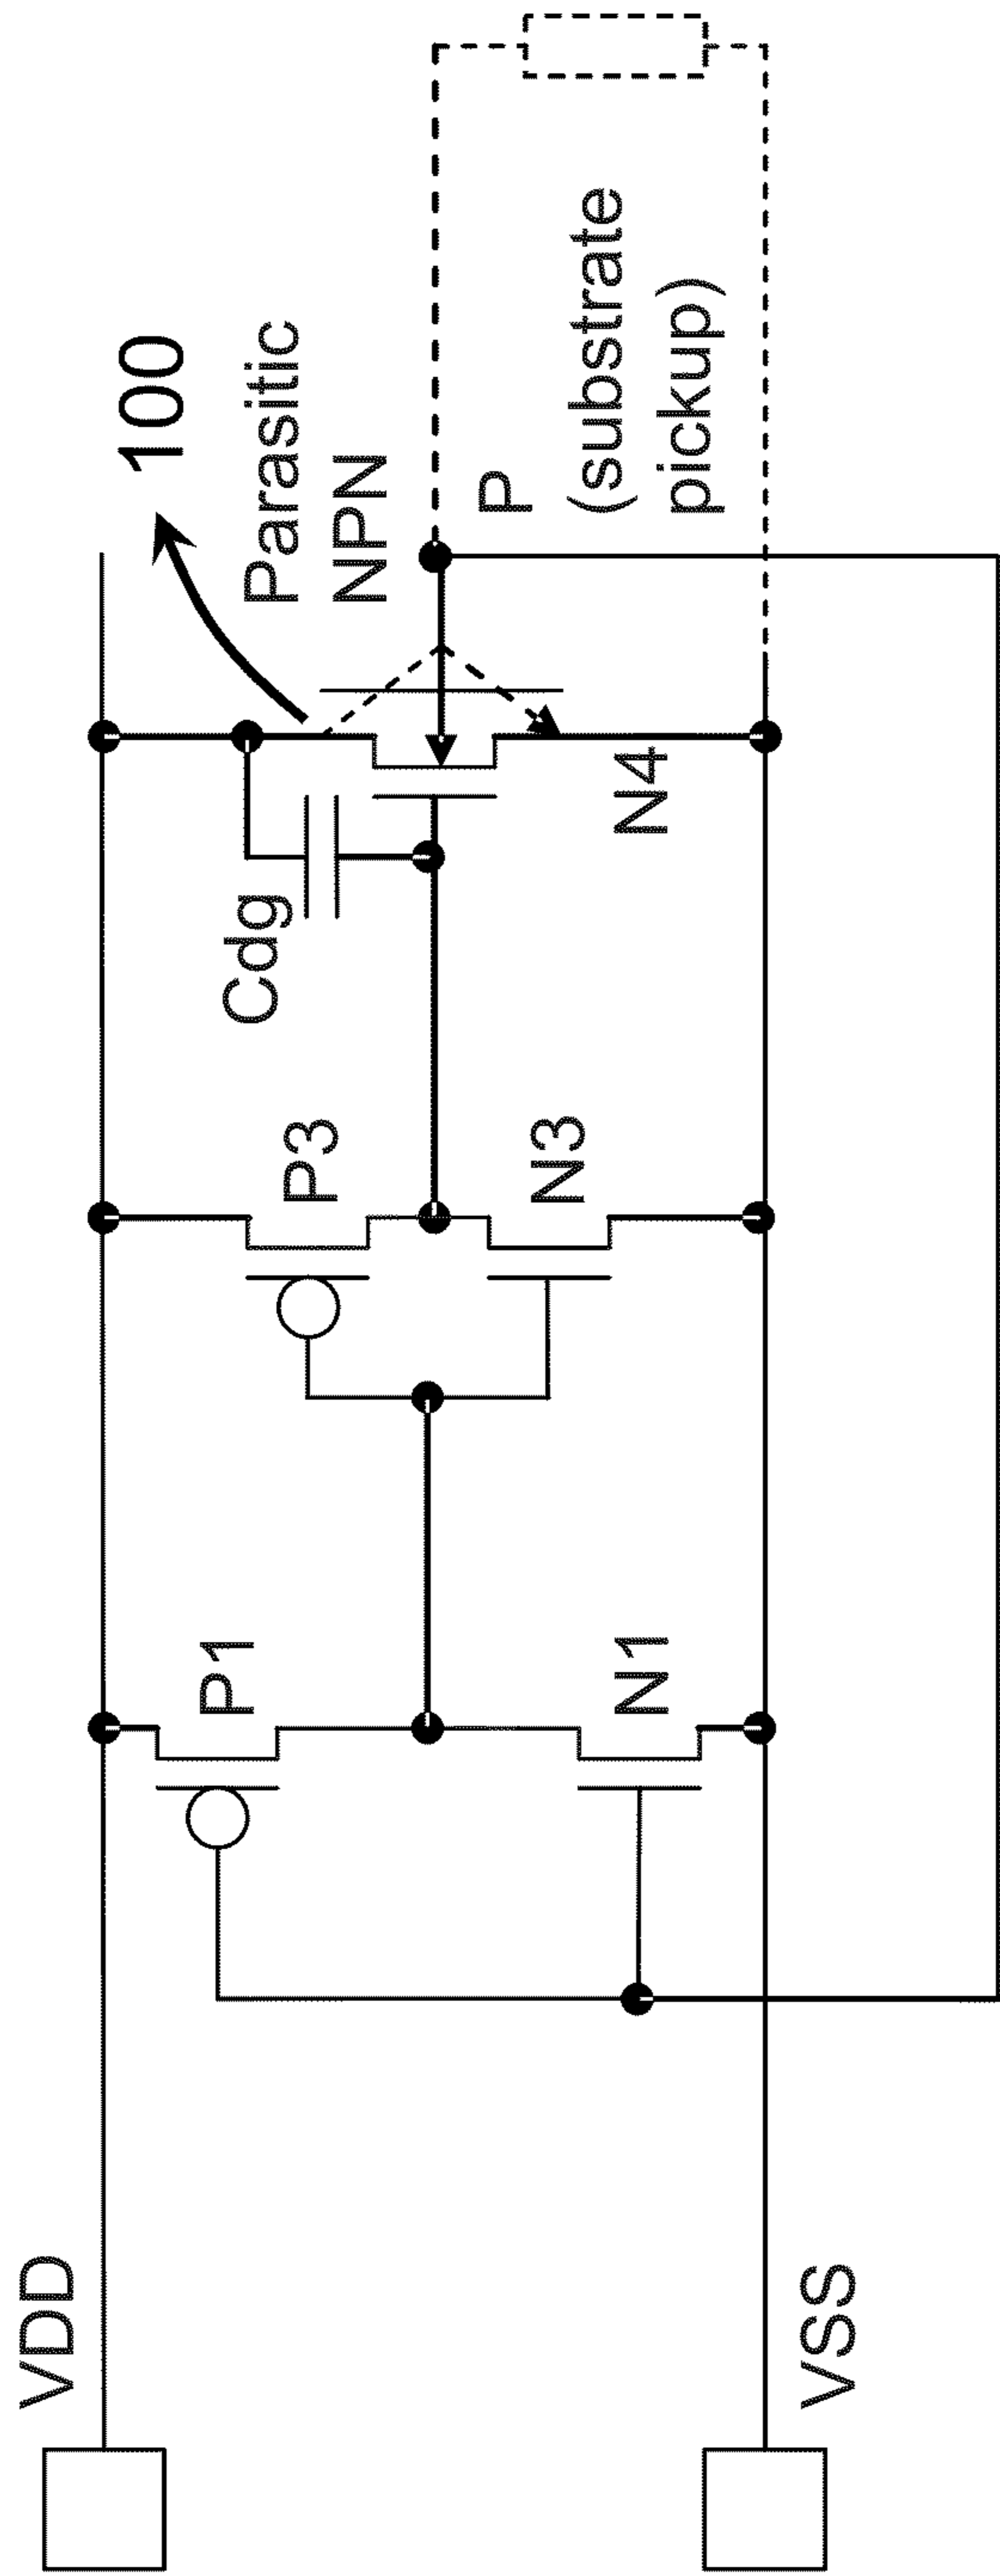 VDD
VSS
P1
N1
P3
N3
Cdg
N4
100
Parasitic
NPN
P
(substrate
pickup)